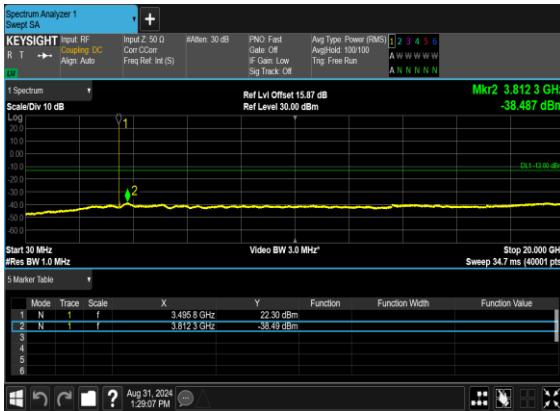 Spectrum Analyzer 1
Swept SA
KEYSIGHT
R T
Input: RF
Coupling: DC
Align: Auto
Input Z: 50 Ω
Corr CCorr
Freq Ref: Int (S)
#Atten: 30 dB
PNO: Fast
Gate: Off
IF Gain: Low
Sig Track: Off
Avg Type: Power (RMS)
Avg|Hold: 100/100
Trig: Free Run
1 2 3 4 5 6
A W W W W W
A N N N N N
1 Spectrum
Scale/Div 10 dB
Ref Lvl Offset 15.87 dB
Ref Level 30.00 dBm
Mkr2 3.812 3 GHz
-38.487 dBm
Log
20.0
10.0
0.00
-10.0
-20.0
-30.0
-40.0
-50.0
-60.0
1
2
DL1 -13.00 dBm
Start 30 MHz
#Res BW 1.0 MHz
Video BW 3.0 MHz*
Stop 20.000 GHz
Sweep 34.7 ms (40001 pts)
5 Marker Table
Mode Trace Scale X Y Function Function Width Function Value
1 N 1 f 3.495 8 GHz 22.30 dBm
2 N 1 f 3.812 3 GHz -38.49 dBm
3
4
5
6
Aug 31, 2024
1:29:07 PM